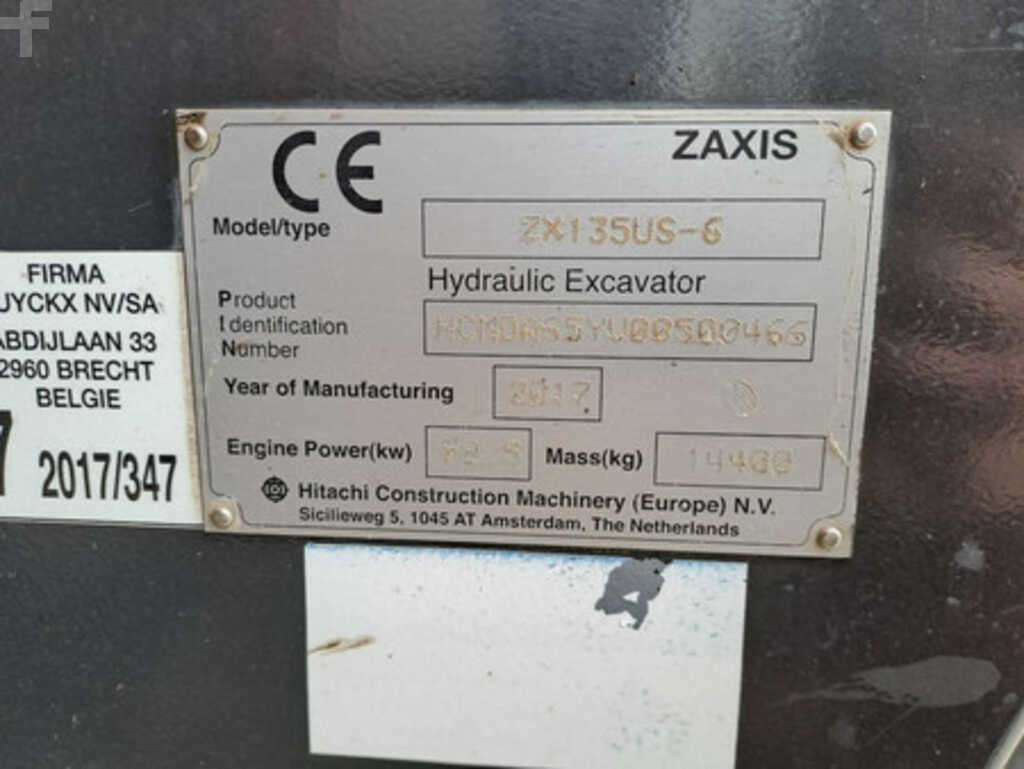 CE
ZAXIS
Model/type
ZX135US-6
Hydraulic Excavator
Product
Identification
Number
Year of Manufacturing
2017
Engine Power(kw)
Mass(kg)
14400
Hitachi Construction Machinery (Europe) N.V.
Sicilieweg 5, 1045 AT Amsterdam, The Netherlands
FIRMA
UYCKX NV/SA
ABDIJLAAN 33
2960 BRECHT
BELGIE
7 2017/347